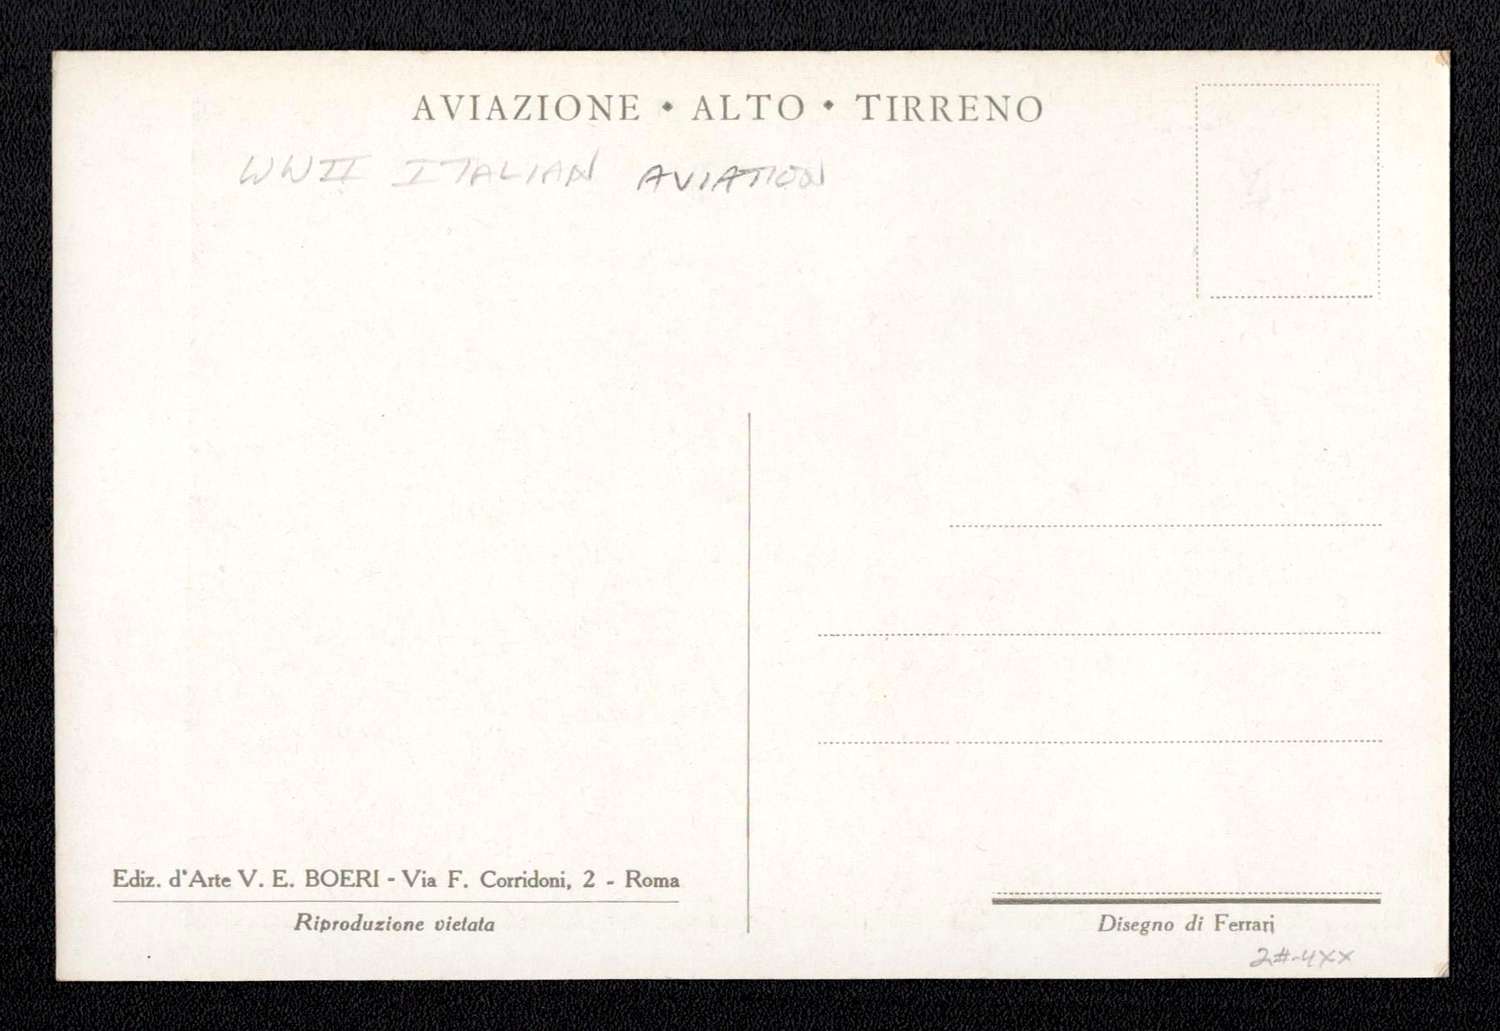 AVIAZIONE • ALTO • TIRRENO
WWII ITALIAN AVIATION
Ediz. d'Arte V. E. BOERI - Via F. Corridoni, 2 - Roma
Riproduzione vietata
Disegno di Ferrari
2#-4XX